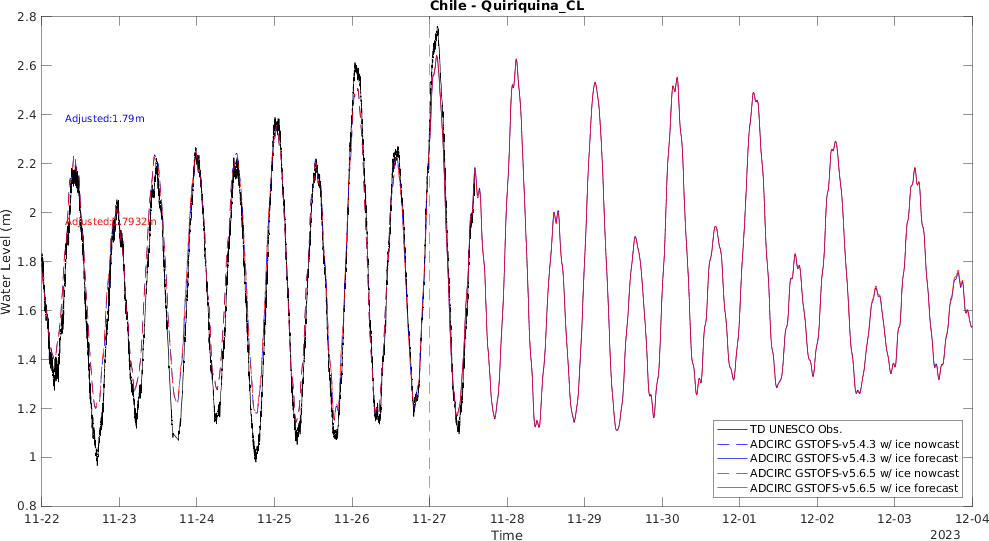 Chile - Quiriquina_CL
2.8
2.6
2.4
2.2
2
1.8
1.6
1.4
1.2
1
0.8
Water Level (m)
Adjusted:1.79m
Adjusted:1.7932m
TD UNESCO Obs.
ADCIRC GSTOFS-v5.4.3 w/ ice nowcast
ADCIRC GSTOFS-v5.4.3 w/ ice forecast
ADCIRC GSTOFS-v5.6.5 w/ ice nowcast
ADCIRC GSTOFS-v5.6.5 w/ ice forecast
11-22
11-23
11-24
11-25
11-26
11-27
11-28
11-29
11-30
12-01
12-02
12-03
12-04
Time
2023